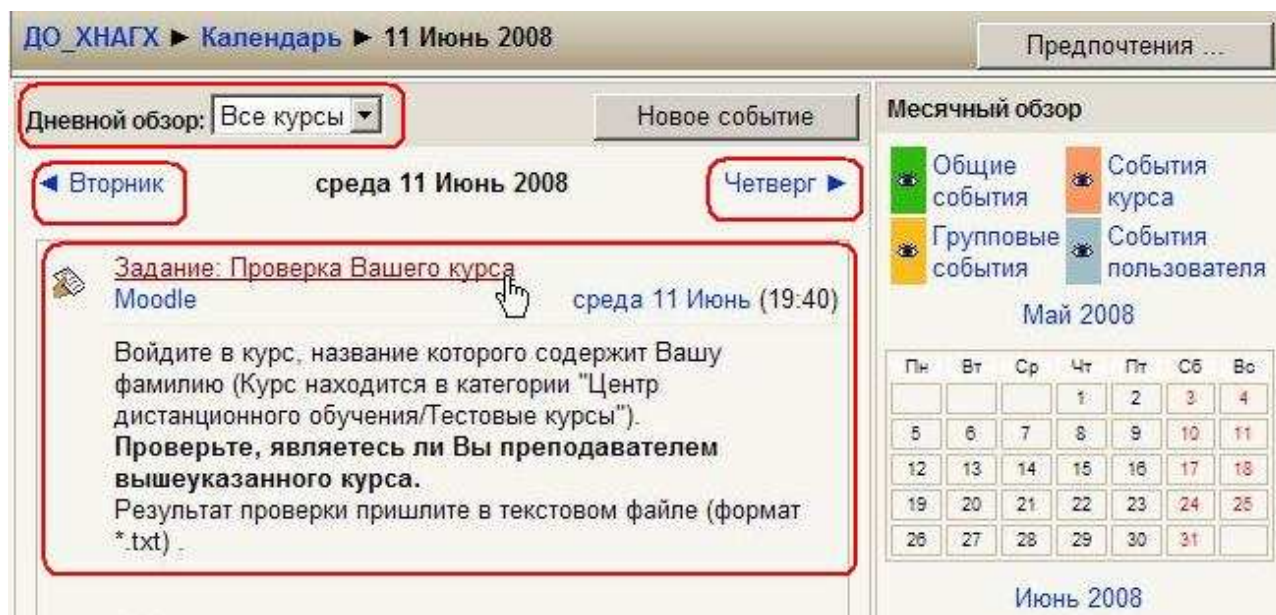 ДО_ХНАГХ ► Календарь ► 11 Июнь 2008
Предпочтения ...
Дневной обзор: Все курсы
Новое событие
◄ Вторник
среда 11 Июнь 2008
Четверг ►
Задание: Проверка Вашего курса
Moodle
среда 11 Июнь (19:40)
Войдите в курс, название которого содержит Вашу
фамилию (Курс находится в категории "Центр
дистанционного обучения/Тестовые курсы").
Проверьте, являетесь ли Вы преподавателем
вышеуказанного курса.
Результат проверки пришлите в текстовом файле (формат
*.txt) .
Месячный обзор
Общие
события
События
курса
Групповые
события
События
пользователя
Май 2008
Пн Вт Ср Чт Пт Сб Вс
1 2 3 4
5 6 7 8 9 10 11
12 13 14 15 16 17 18
19 20 21 22 23 24 25
26 27 28 29 30 31
Июнь 2008